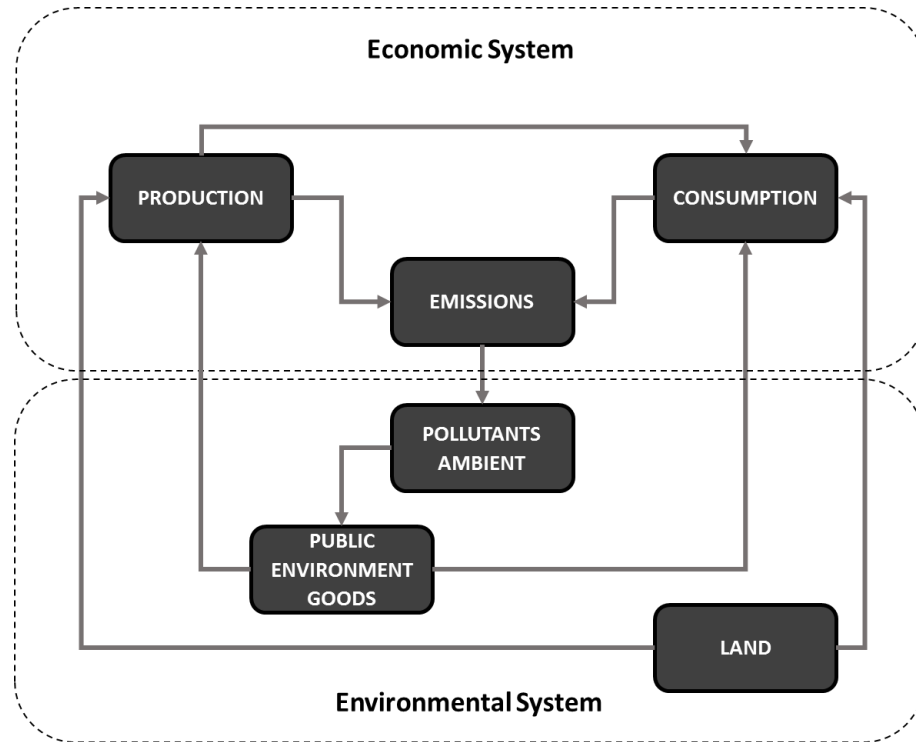 Economic System
PRODUCTION
CONSUMPTION
EMISSIONS
POLLUTANTS
AMBIENT
PUBLIC
ENVIRONMENT
GOODS
LAND
Environmental System